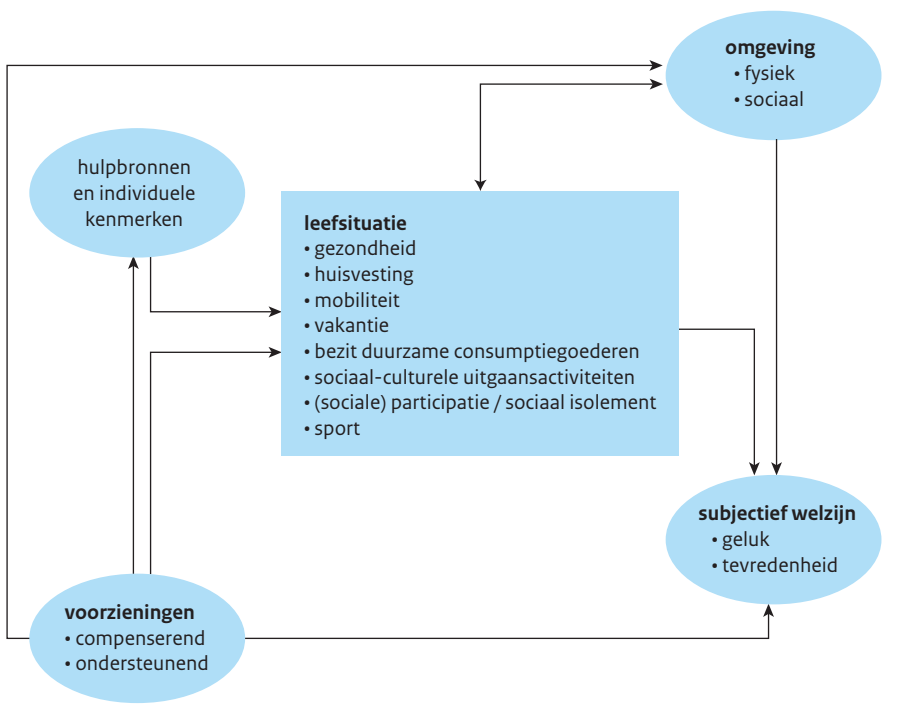 omgeving
• fysiek
• sociaal
hulpbronnen
en individuele
kenmerken
leefsituatie
• gezondheid
• huisvesting
• mobiliteit
• vakantie
• bezit duurzame consumptiegoederen
• sociaal-culturele uitgaansactiviteiten
• (sociale) participatie / sociaal isolement
• sport
subjectief welzijn
• geluk
• tevredenheid
voorzieningen
• compenserend
• ondersteunend